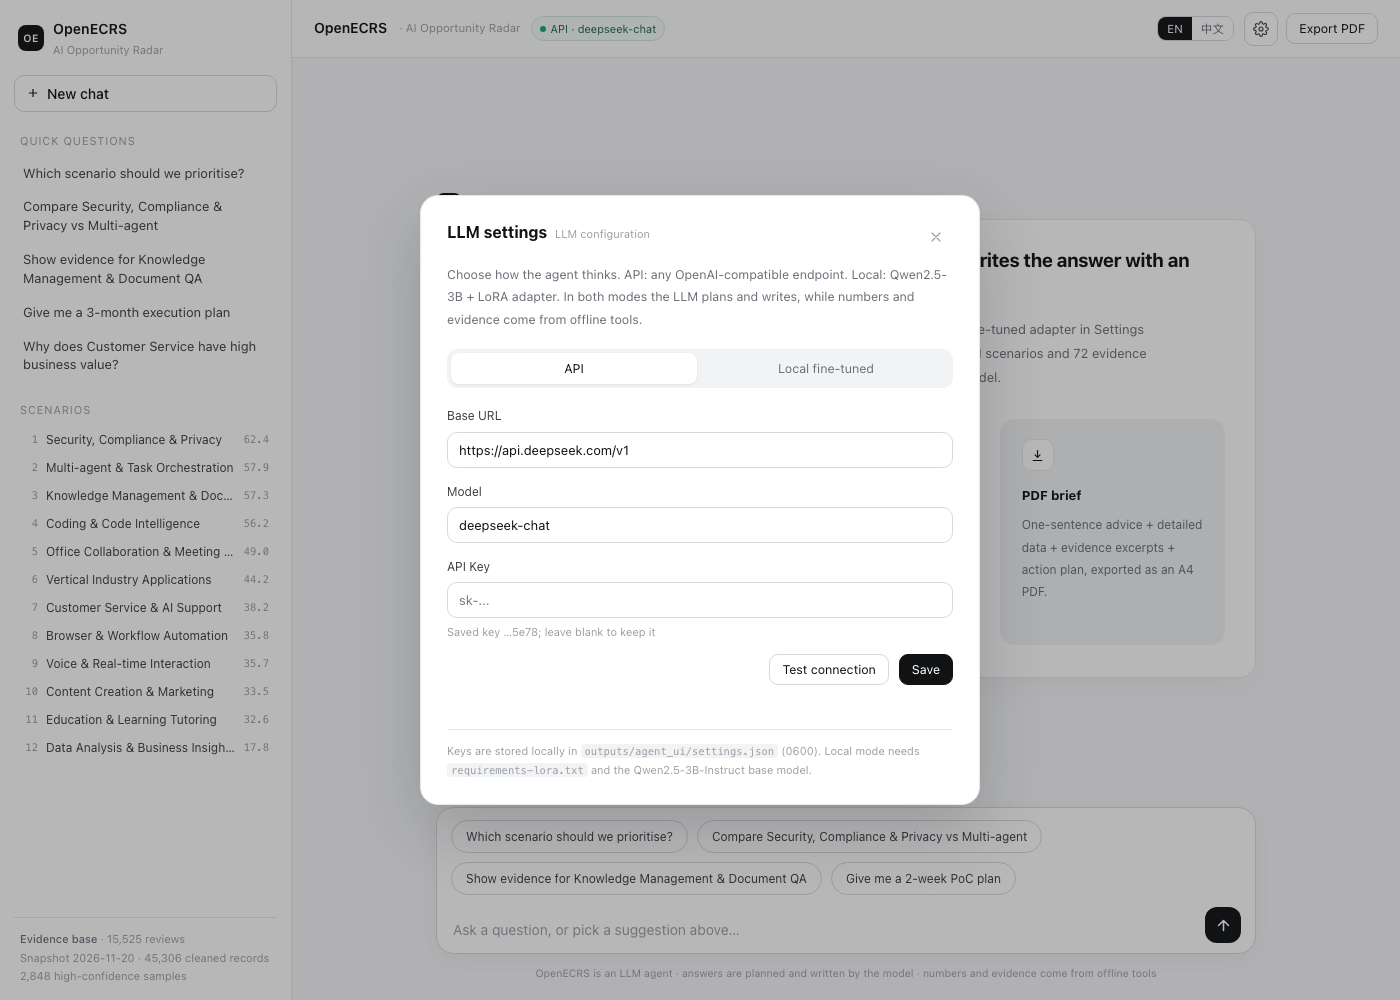 OE
OpenECRS
AI Opportunity Radar
+ New chat
QUICK QUESTIONS
Which scenario should we prioritise?
Compare Security, Compliance &
Privacy vs Multi-agent
Show evidence for Knowledge
Management & Document QA
Give me a 3-month execution plan
Why does Customer Service have high
business value?
SCENARIOS
1 Security, Compliance & Privacy 62.4
2 Multi-agent & Task Orchestration 57.9
3 Knowledge Management & Doc... 57.3
4 Coding & Code Intelligence 56.2
5 Office Collaboration & Meeting ... 49.0
6 Vertical Industry Applications 44.2
7 Customer Service & AI Support 38.2
8 Browser & Workflow Automation 35.8
9 Voice & Real-time Interaction 35.7
10 Content Creation & Marketing 33.5
11 Education & Learning Tutoring 32.6
12 Data Analysis & Business Insigh... 17.8
Evidence base · 15,525 reviews
Snapshot 2026-11-20 · 45,306 cleaned records
2,848 high-confidence samples
OpenECRS · AI Opportunity Radar API · deepseek-chat EN 中文 Export PDF
LLM settings LLM configuration
Choose how the agent thinks. API: any OpenAI-compatible endpoint. Local: Qwen2.5-
3B + LoRA adapter. In both modes the LLM plans and writes, while numbers and
evidence come from offline tools.
API Local fine-tuned
Base URL
https://api.deepseek.com/v1
Model
deepseek-chat
API Key
sk-...
Saved key …5e78; leave blank to keep it
Test connection Save
Keys are stored locally in outputs/agent_ui/settings.json (0600). Local mode needs
requirements-lora.txt and the Qwen2.5-3B-Instruct base model.
rites the answer with an
e-tuned adapter in Settings
scenarios and 72 evidence
del.
PDF brief
One-sentence advice + detailed
data + evidence excerpts +
action plan, exported as an A4
PDF.
Which scenario should we prioritise? Compare Security, Compliance & Privacy vs Multi-agent
Show evidence for Knowledge Management & Document QA Give me a 2-week PoC plan
Ask a question, or pick a suggestion above…
OpenECRS is an LLM agent · answers are planned and written by the model · numbers and evidence come from offline tools